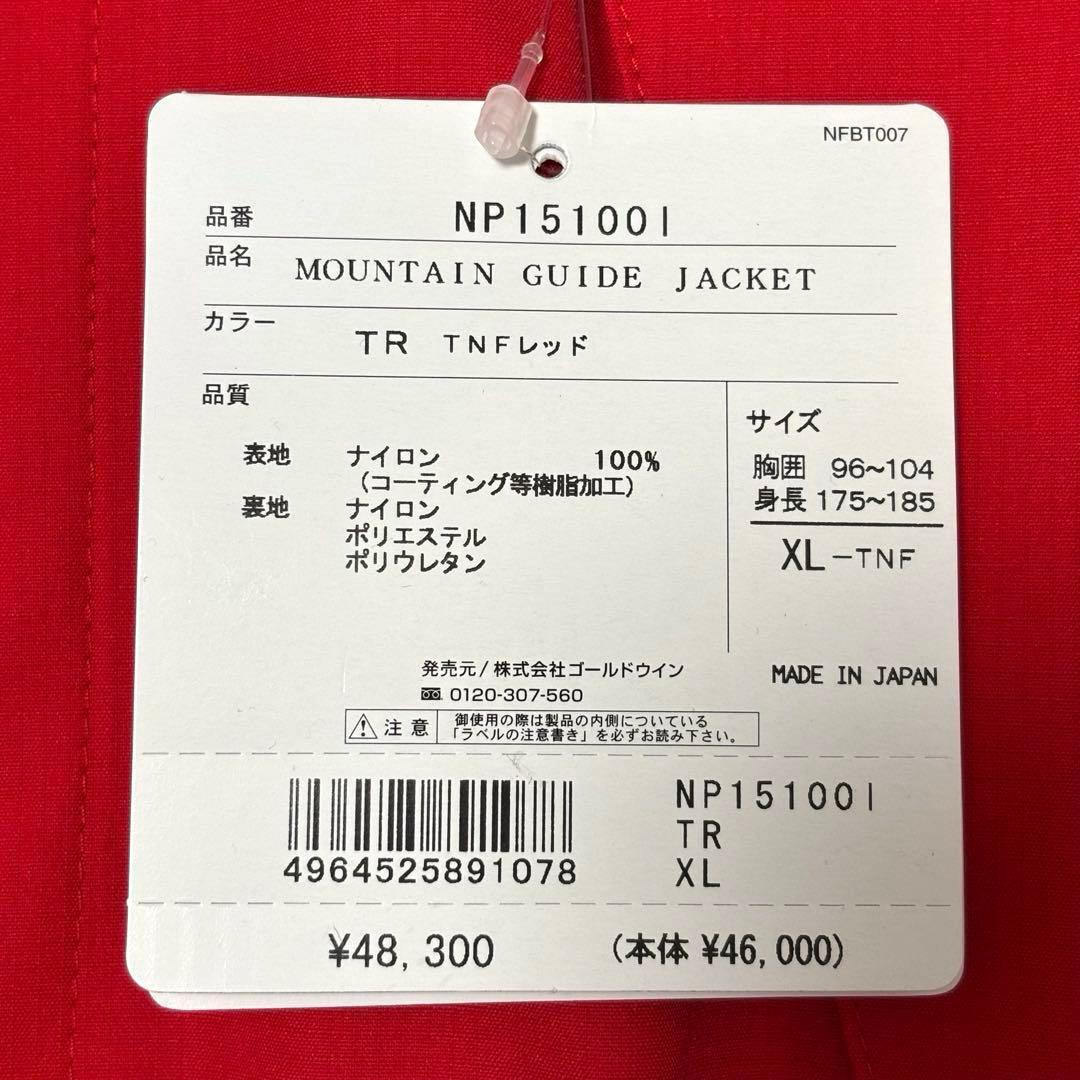 NFBT007
品番 NP15100I
品名 MOUNTAIN GUIDE JACKET
カラー TR TNFレッド
品質
表地 ナイロン 100%
（コーティング等樹脂加工）
裏地 ナイロン
ポリエステル
ポリウレタン
サイズ
胸囲 96~104
身長 175~185
XL-TNF
発売元/株式会社ゴールドウイン
0120-307-560
MADE IN JAPAN
注意 御使用の際は製品の内側についている
「ラベルの注意書き」を必ずお読み下さい。
4964525891078
NP15100I
TR
XL
¥48,300 (本体 ¥46,000)